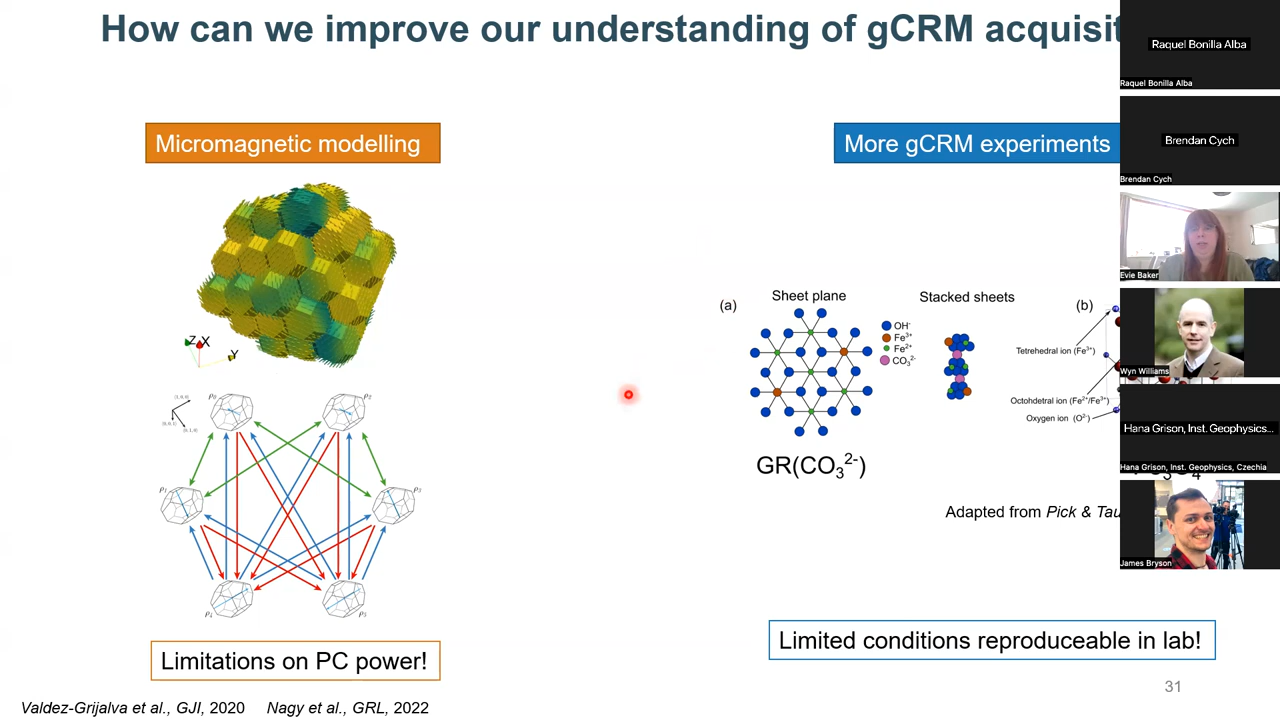 How can we improve our understanding of gCRM acquisit
Micromagnetic modelling
More gCRM experiments
Z
X
Y
(a)
Sheet plane
Stacked sheets
(b)
OH⁻
Fe³⁺
Fe²⁺
CO₃²⁻
Tetrehedral ion (Fe³⁺)
Octohdetral ion (Fe²⁺/Fe³⁺)
Oxygen ion (O²⁻)
GR(CO₃²⁻)
Adapted from Pick & Tau
Limitations on PC power!
Limited conditions reproduceable in lab!
Valdez-Grijalva et al., GJI, 2020 Nagy et al., GRL, 2022
31
Raquel Bonilla Alba
Raquel Bonilla Alba
Brendan Cych
Brendan Cych
Evie Baker
Wyn Williams
Hana Grison, Inst. Geophysics...
Hana Grison, Inst. Geophysics, Czechia
James Bryson